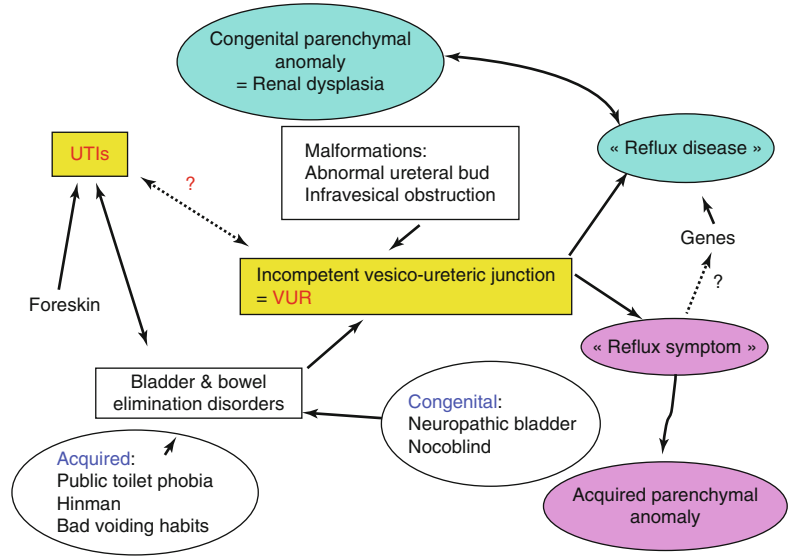 Congenital parenchymal
anomaly
= Renal dysplasia
UTIs
?
Malformations:
Abnormal ureteral bud
Infravesical obstruction
« Reflux disease »
Genes
?
Foreskin
Incompetent vesico-ureteric junction
= VUR
« Reflux symptom »
Bladder & bowel
elimination disorders
Congenital:
Neuropathic bladder
Nocoblind
Acquired:
Public toilet phobia
Hinman
Bad voiding habits
Acquired parenchymal
anomaly